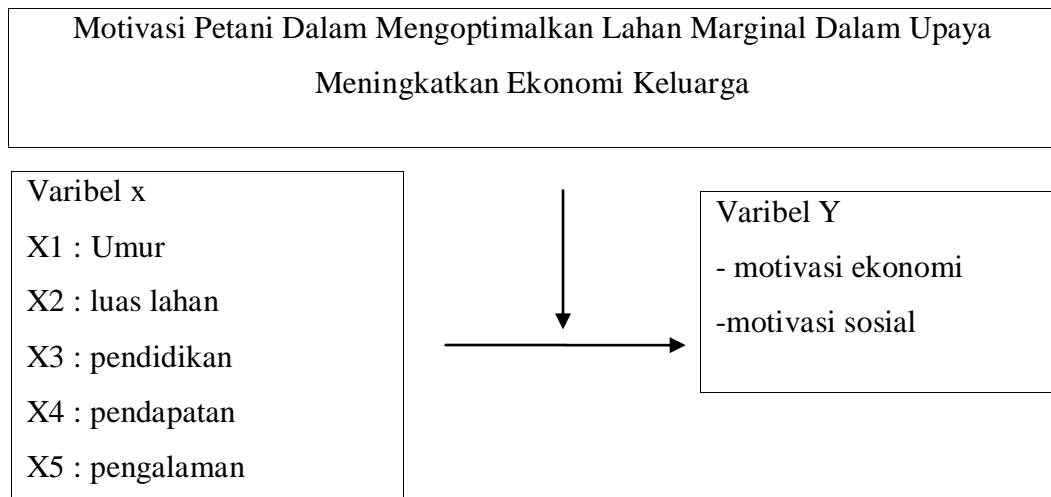 Motivasi Petani Dalam Mengoptimalkan Lahan Marginal Dalam Upaya
Meningkatkan Ekonomi Keluarga
Varibel x
X1 : Umur
X2 : luas lahan
X3 : pendidikan
X4 : pendapatan
X5 : pengalaman
Varibel Y
- motivasi ekonomi
-motivasi sosial